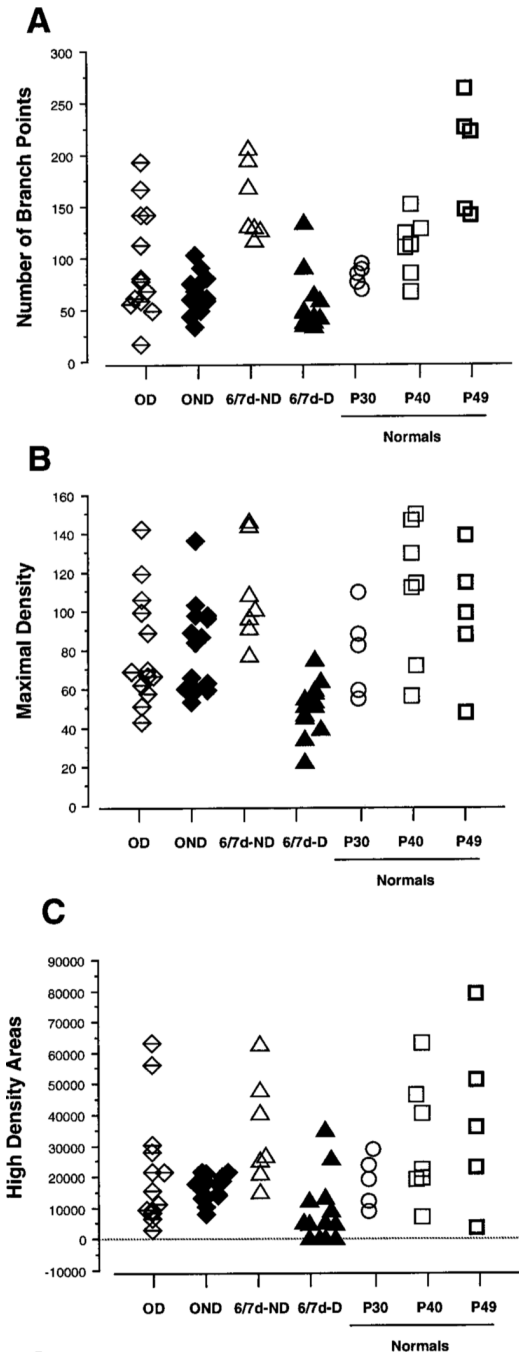 A
Number of Branch Points
300
250
200
150
100
50
0
OD OND 6/7d-ND 6/7d-D P30 P40 P49
Normals
B
Maximal Density
160
140
120
100
80
60
40
20
0
OD OND 6/7d-ND 6/7d-D P30 P40 P49
Normals
C
High Density Areas
90000
80000
70000
60000
50000
40000
30000
20000
10000
0
-10000
OD OND 6/7d-ND 6/7d-D P30 P40 P49
Normals